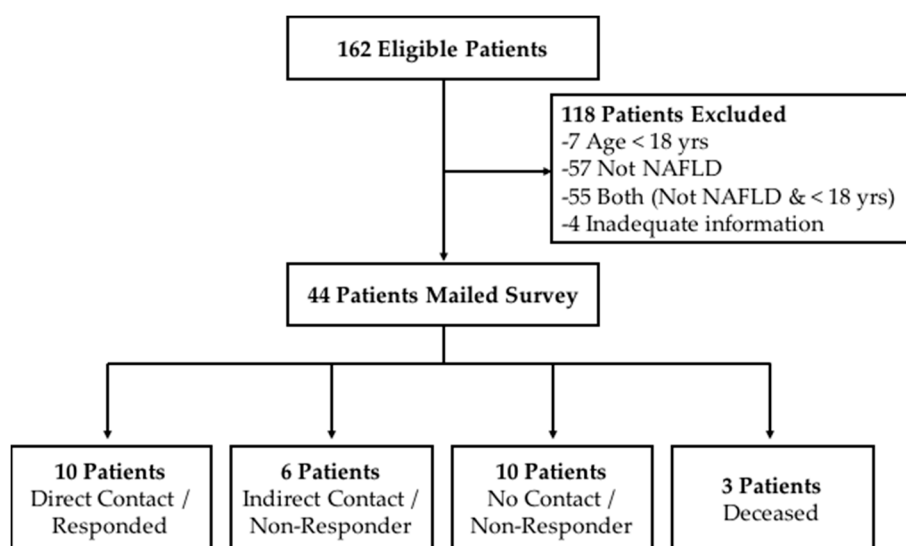 162 Eligible Patients
118 Patients Excluded
-7 Age < 18 yrs
-57 Not NAFLD
-55 Both (Not NAFLD & < 18 yrs)
-4 Inadequate information
44 Patients Mailed Survey
10 Patients
Direct Contact /
Responded
6 Patients
Indirect Contact /
Non-Responder
10 Patients
No Contact /
Non-Responder
3 Patients
Deceased